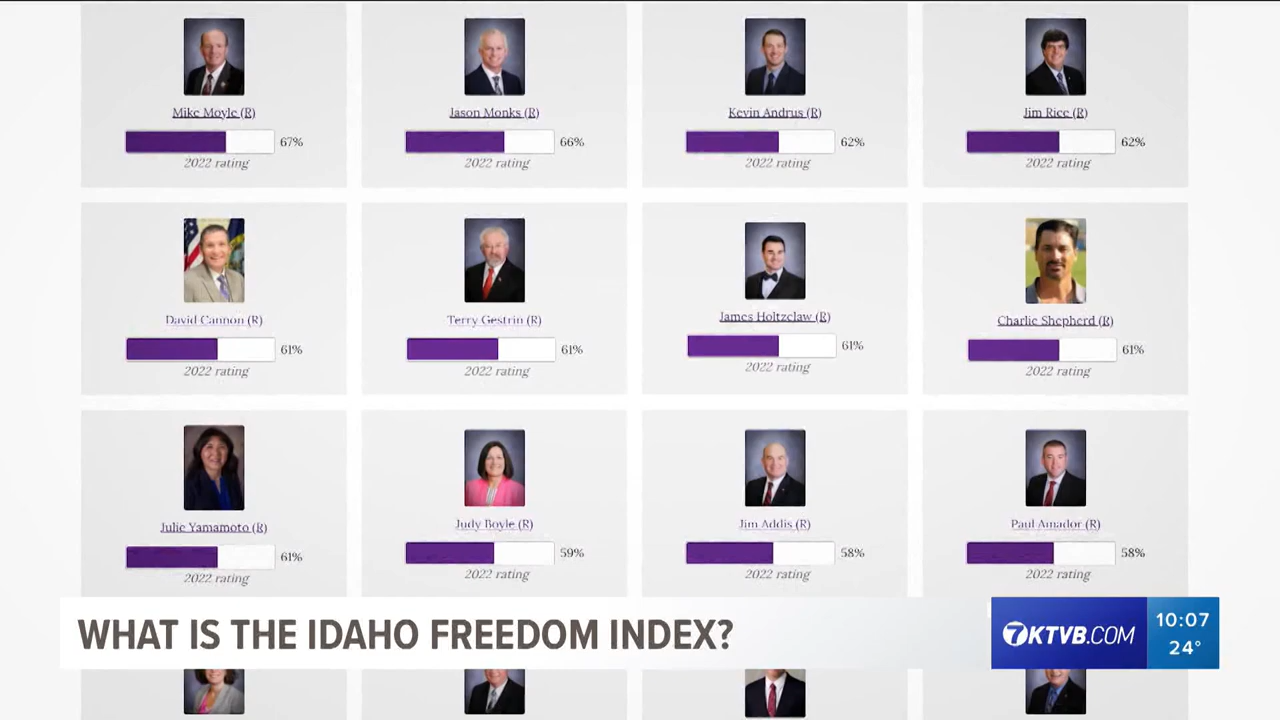 Mike Moyle (R)
67%
2022 rating
Jason Monks (R)
66%
2022 rating
Kevin Andrus (R)
62%
2022 rating
Jim Rice (R)
62%
2022 rating
David Cannon (R)
61%
2022 rating
Terry Gestrin (R)
61%
2022 rating
James Holtzclaw (R)
61%
2022 rating
Charlie Shepherd (R)
61%
2022 rating
Julie Yamamoto (R)
61%
2022 rating
Judy Boyle (R)
59%
2022 rating
Jim Addis (R)
58%
2022 rating
Paul Amador (R)
58%
2022 rating
WHAT IS THE IDAHO FREEDOM INDEX?
7KTVB.COM
10:07
24°